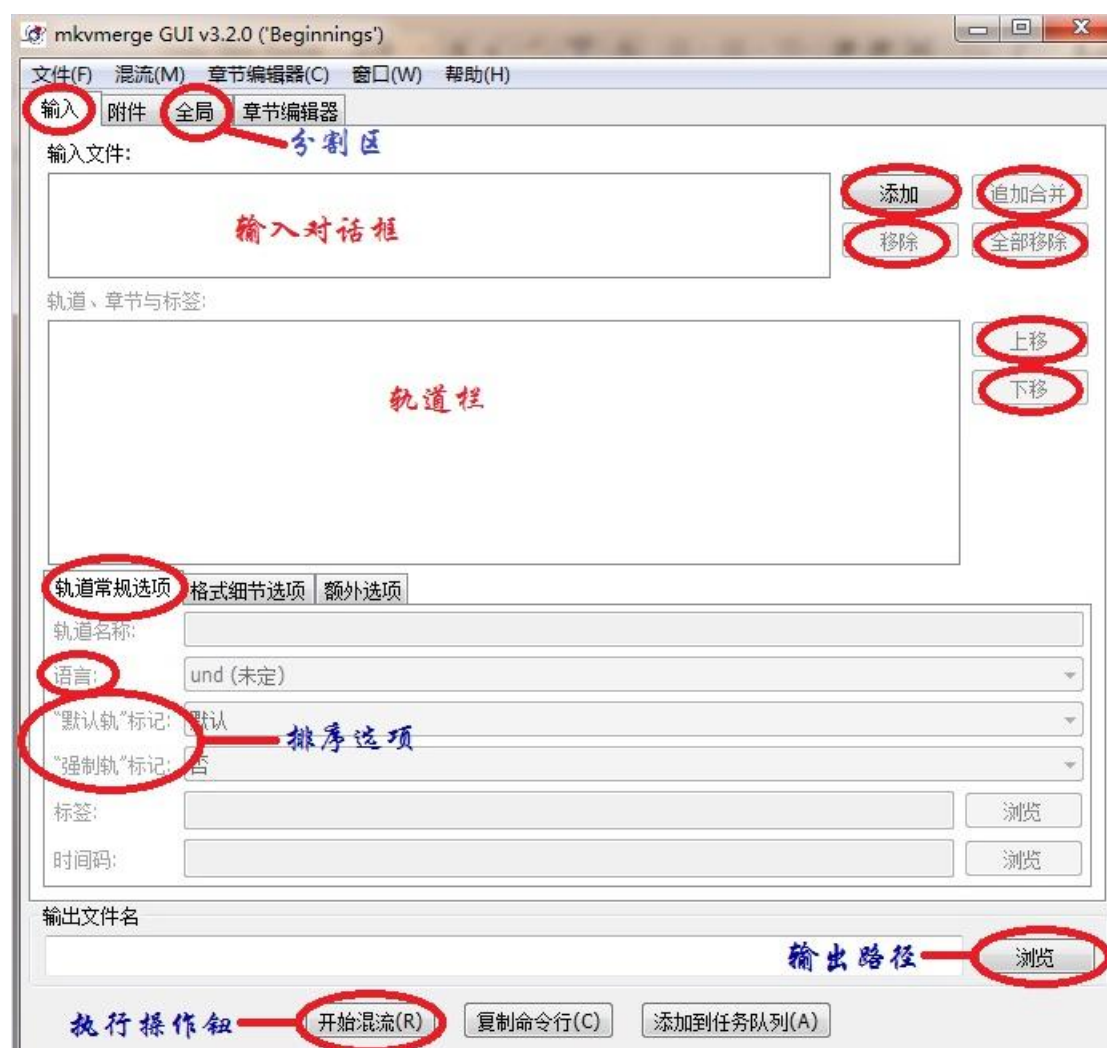 mkvmerge GUI v3.2.0 ('Beginnings')
文件(F) 混流(M) 章节编辑器(C) 窗口(W) 帮助(H)
输入 附件 全局 章节编辑器
分割区
输入文件:
添加 追加合并
输入对话框
移除 全部移除
轨道、章节与标签:
上移
轨道栏
下移
轨道常规选项 格式细节选项 额外选项
轨道名称:
语言: und (未定)
"默认轨"标记: 默认
排序选项
"强制轨"标记: 否
标签: 浏览
时间码: 浏览
输出文件名
输出路径 浏览
执行操作钮 开始混流(R) 复制命令行(C) 添加到任务队列(A)